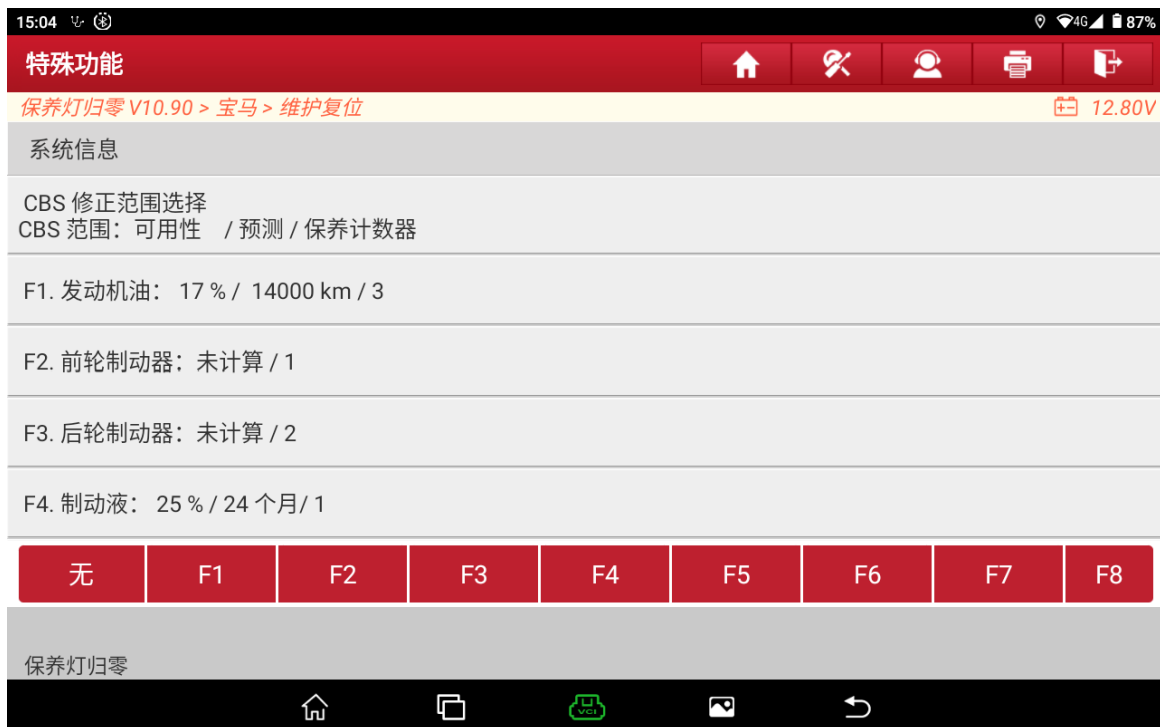 15:04 4G 87%
特殊功能
保养灯归零 V10.90 > 宝马 > 维护复位 12.80V
系统信息
CBS 修正范围选择
CBS 范围：可用性 / 预测 / 保养计数器
F1. 发动机油： 17 % / 14000 km / 3
F2. 前轮制动器：未计算 / 1
F3. 后轮制动器：未计算 / 2
F4. 制动液： 25 % / 24 个月/ 1
无 F1 F2 F3 F4 F5 F6 F7 F8
保养灯归零
VCI